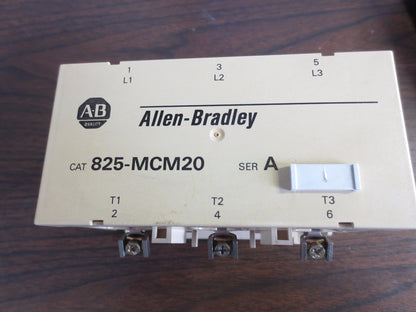 1 3 5
L1 L2 L3
A-B
QUALITY
Allen-Bradley
CAT 825-MCM20 SER A
T1 T2 T3
2 4 6